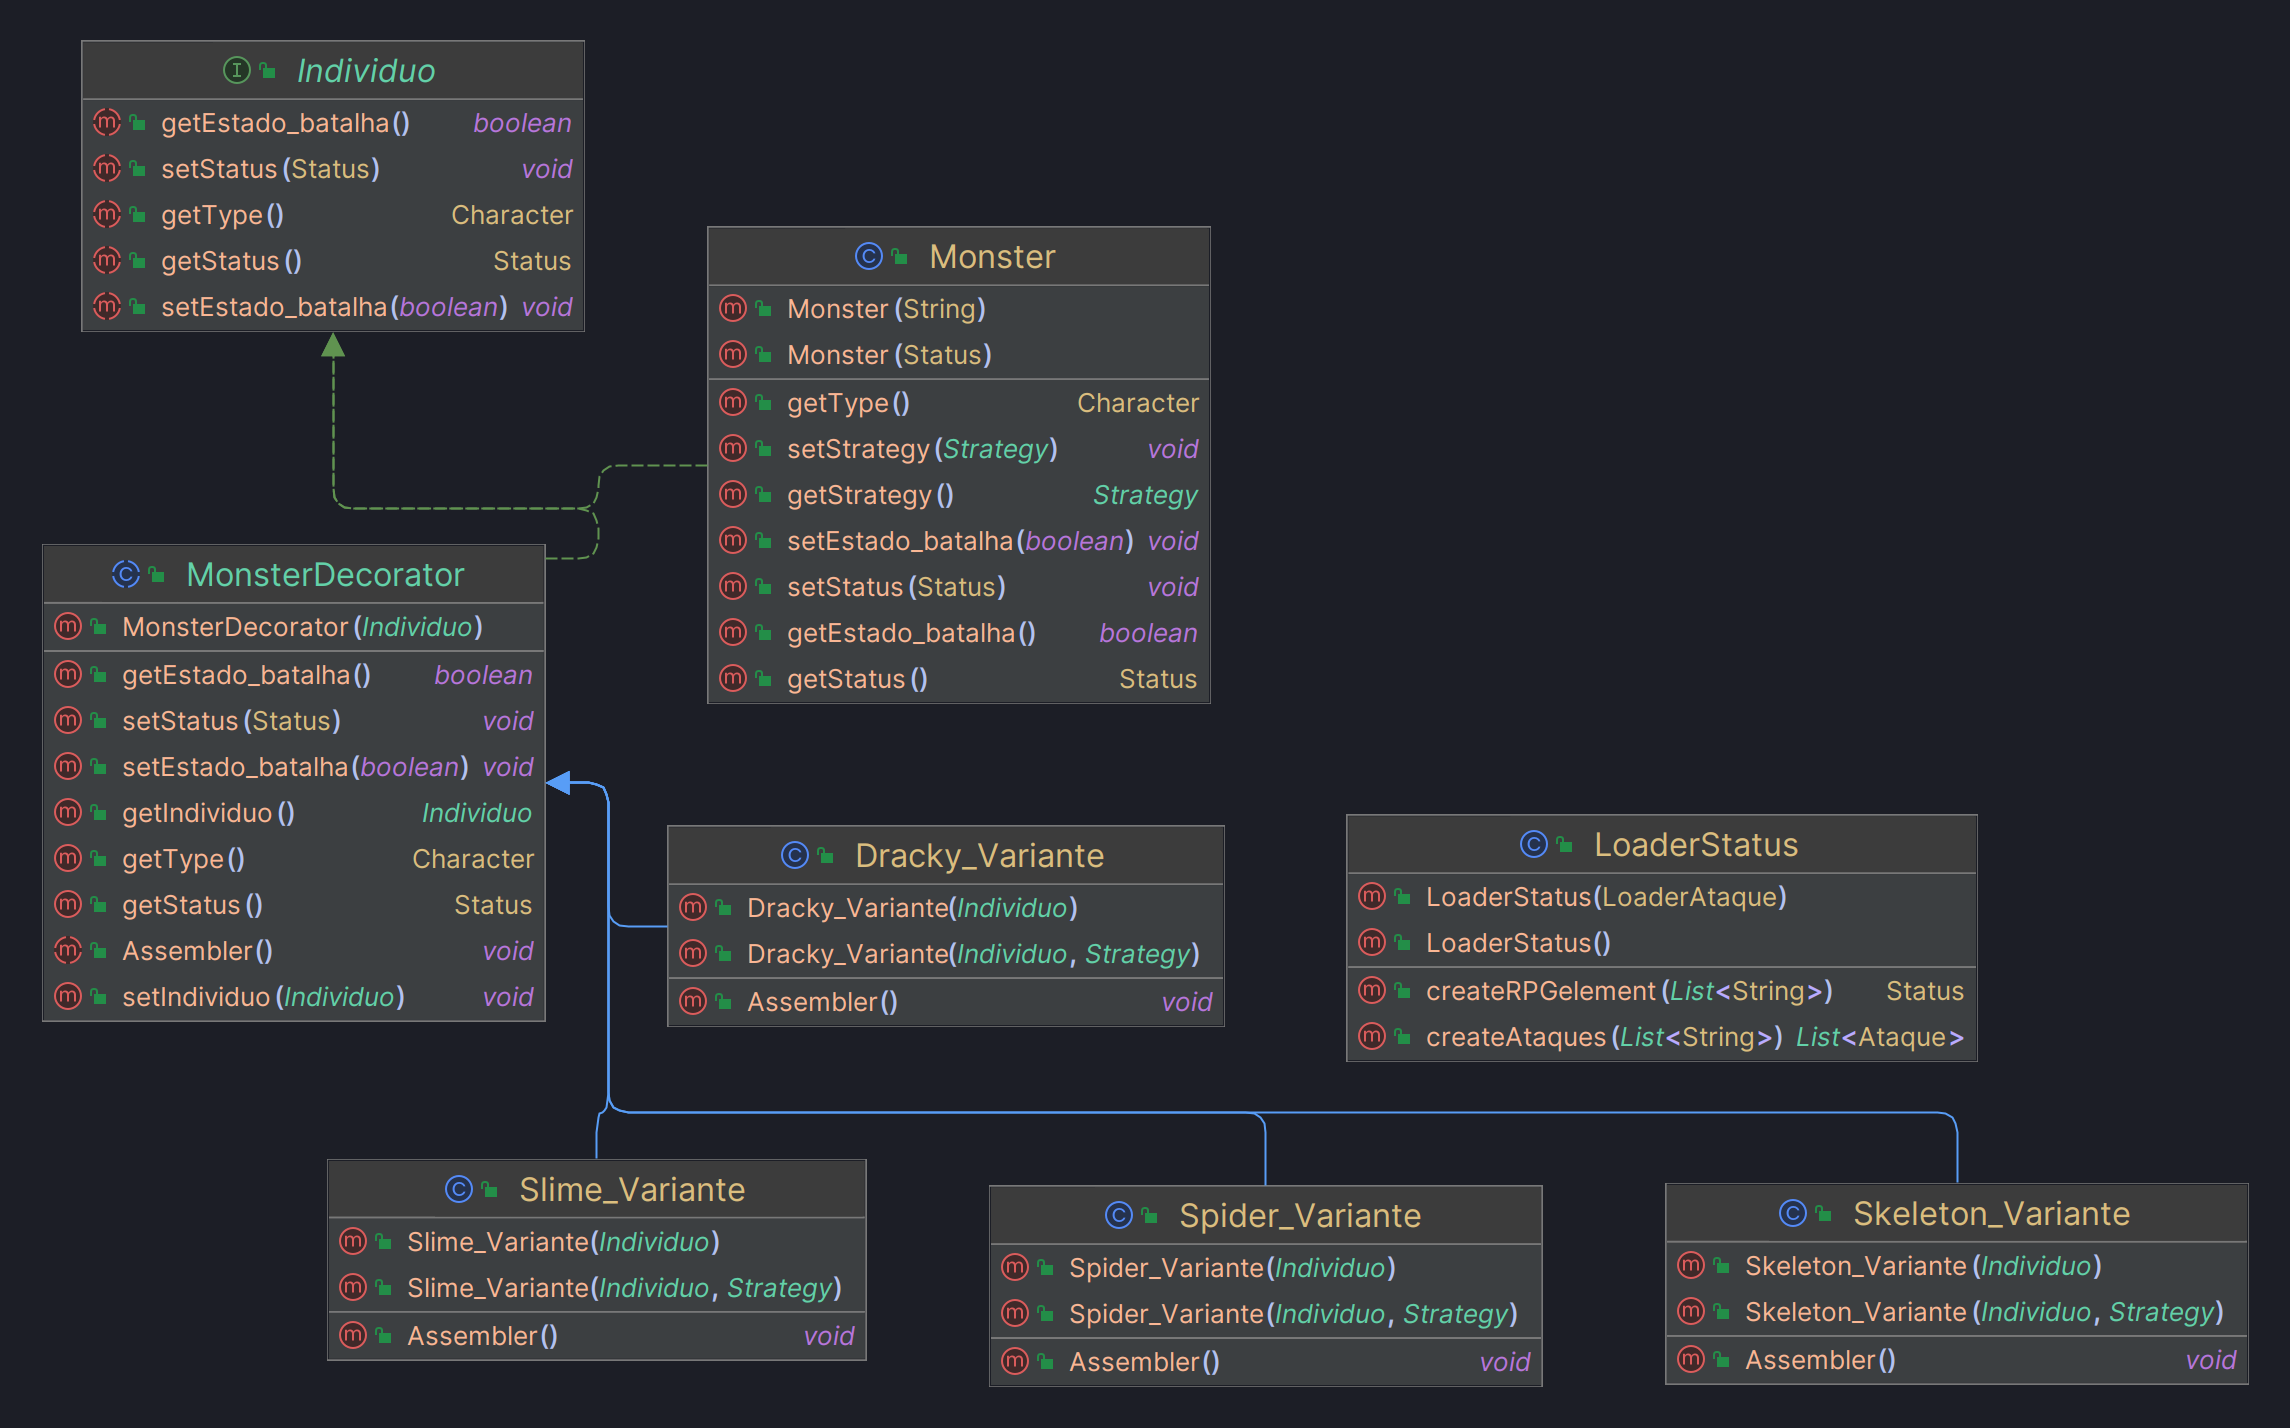 Individuo
getEstado_batalha() boolean
setStatus(Status) void
getType() Character
getStatus() Status
setEstado_batalha(boolean) void
Monster
Monster(String)
Monster(Status)
getType() Character
setStrategy(Strategy) void
getStrategy() Strategy
setEstado_batalha(boolean) void
setStatus(Status) void
getEstado_batalha() boolean
getStatus() Status
MonsterDecorator
MonsterDecorator(Individuo)
getEstado_batalha() boolean
setStatus(Status) void
setEstado_batalha(boolean) void
getIndividuo() Individuo
getType() Character
getStatus() Status
Assembler() void
setIndividuo(Individuo) void
Dracky_Variante
Dracky_Variante(Individuo)
Dracky_Variante(Individuo, Strategy)
Assembler() void
LoaderStatus
LoaderStatus(LoaderAtaque)
LoaderStatus()
createRPGelement(List<String>) Status
createAtaques(List<String>) List<Ataque>
Slime_Variante
Slime_Variante(Individuo)
Slime_Variante(Individuo, Strategy)
Assembler() void
Spider_Variante
Spider_Variante(Individuo)
Spider_Variante(Individuo, Strategy)
Assembler() void
Skeleton_Variante
Skeleton_Variante(Individuo)
Skeleton_Variante(Individuo, Strategy)
Assembler() void